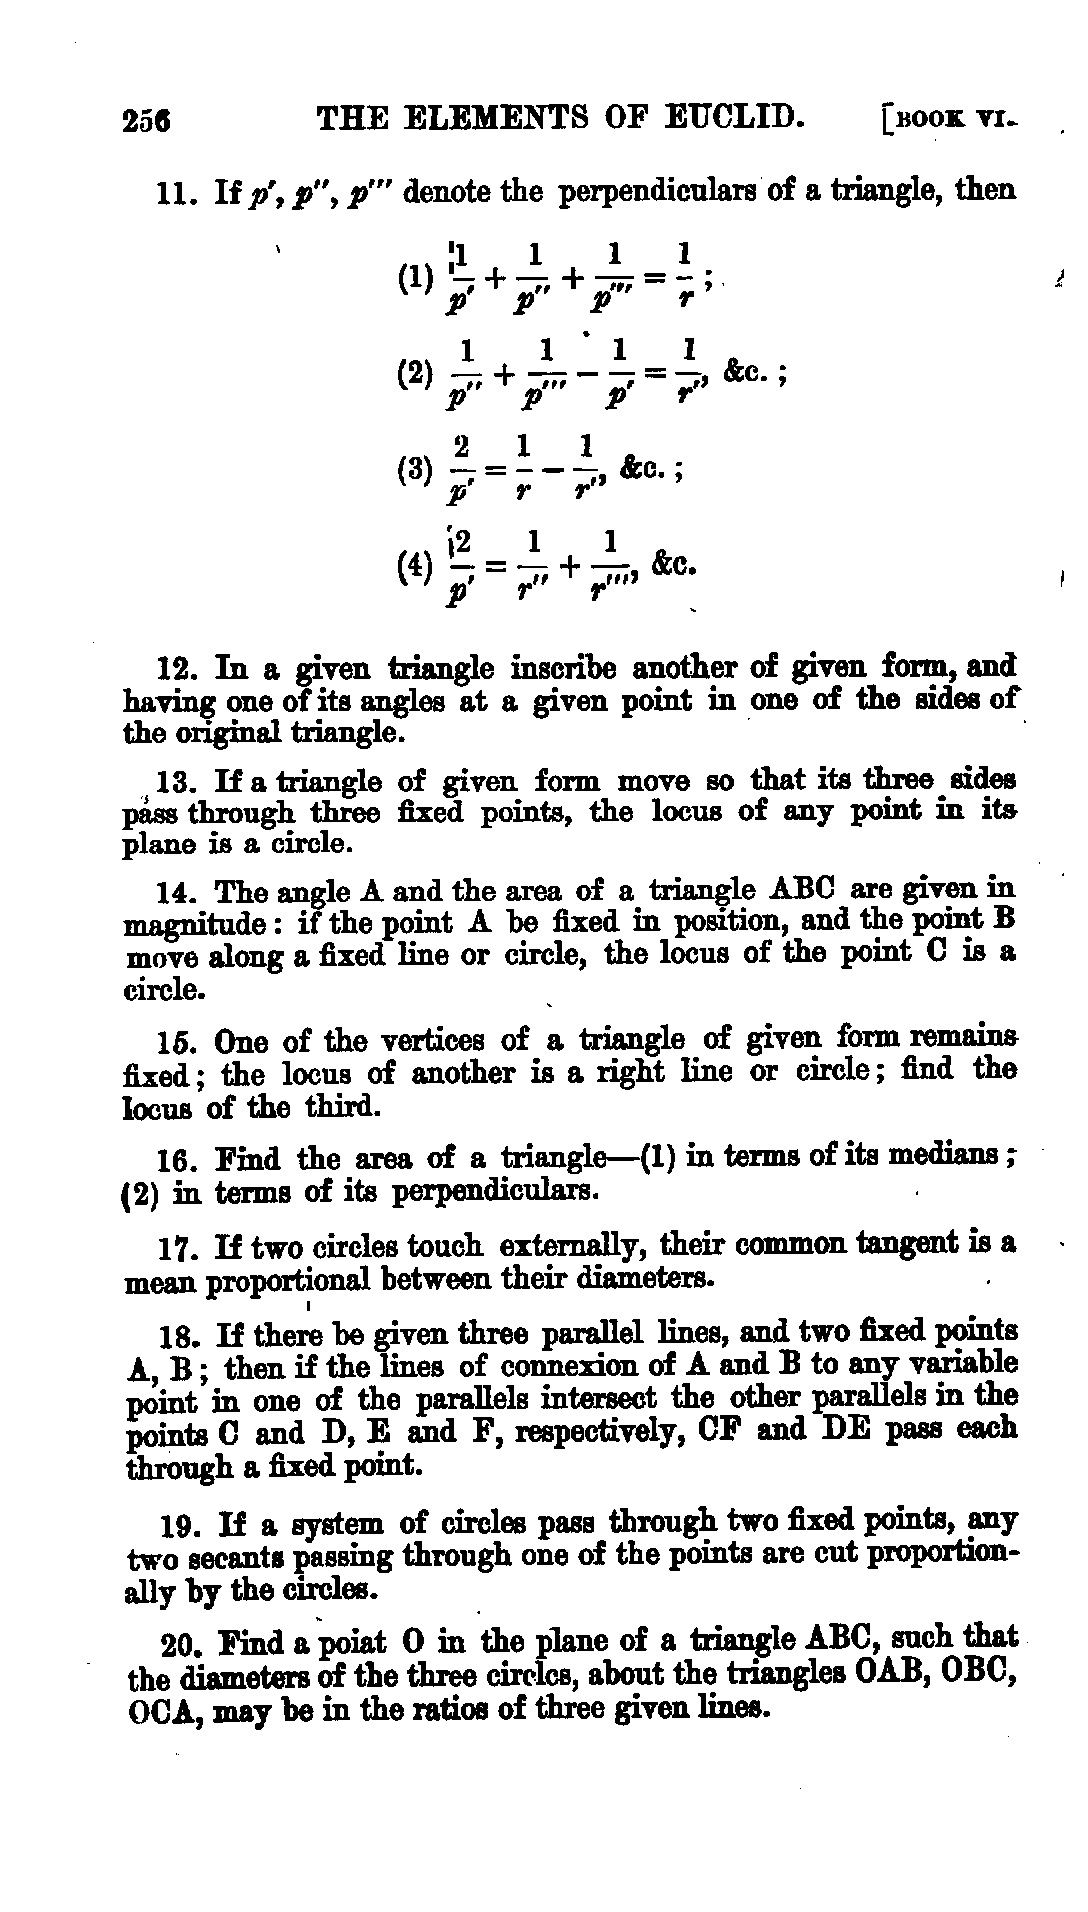 256 THE ELEMENTS OF EUCLID. [BOOK VI.
11. If p′, p″, p‴ denote the perpendiculars of a triangle, then
(1) 1/p′ + 1/p″ + 1/p‴ = 1/r ;
(2) 1/p″ + 1/p‴ − 1/p′ = 1/r′, &c. ;
(3) 2/p′ = 1/r − 1/r′, &c. ;
(4) 2/p′ = 1/r″ + 1/r‴, &c.
12. In a given triangle inscribe another of given form, and
having one of its angles at a given point in one of the sides of
the original triangle.
13. If a triangle of given form move so that its three sides
pass through three fixed points, the locus of any point in its
plane is a circle.
14. The angle A and the area of a triangle ABC are given in
magnitude : if the point A be fixed in position, and the point B
move along a fixed line or circle, the locus of the point C is a
circle.
15. One of the vertices of a triangle of given form remains
fixed ; the locus of another is a right line or circle ; find the
locus of the third.
16. Find the area of a triangle—(1) in terms of its medians ;
(2) in terms of its perpendiculars.
17. If two circles touch externally, their common tangent is a
mean proportional between their diameters.
18. If there be given three parallel lines, and two fixed points
A, B ; then if the lines of connexion of A and B to any variable
point in one of the parallels intersect the other parallels in the
points C and D, E and F, respectively, CF and DE pass each
through a fixed point.
19. If a system of circles pass through two fixed points, any
two secants passing through one of the points are cut proportion-
ally by the circles.
20. Find a poiat O in the plane of a triangle ABC, such that
the diameters of the three circles, about the triangles OAB, OBC,
OCA, may be in the ratios of three given lines.